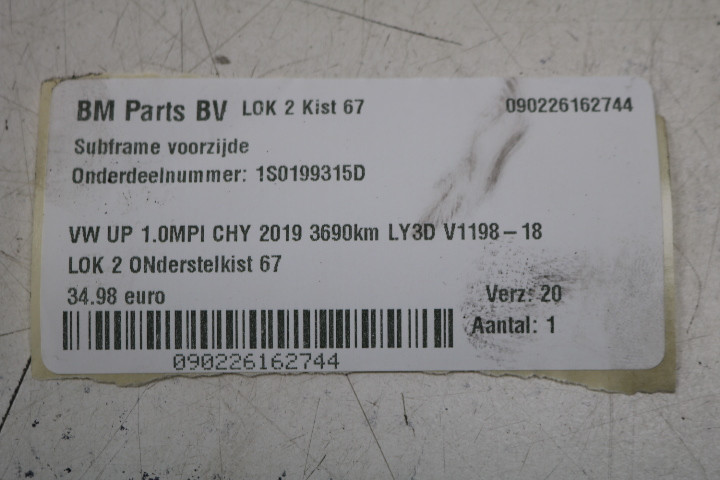 BM Parts BV LOK 2 Kist 67 090226162744
Subframe voorzijde
Onderdeelnummer: 1S0199315D
VW UP 1.0MPI CHY 2019 3690km LY3D V1198-18
LOK 2 ONderstelkist 67
34.98 euro Verz: 20
Aantal: 1
090226162744